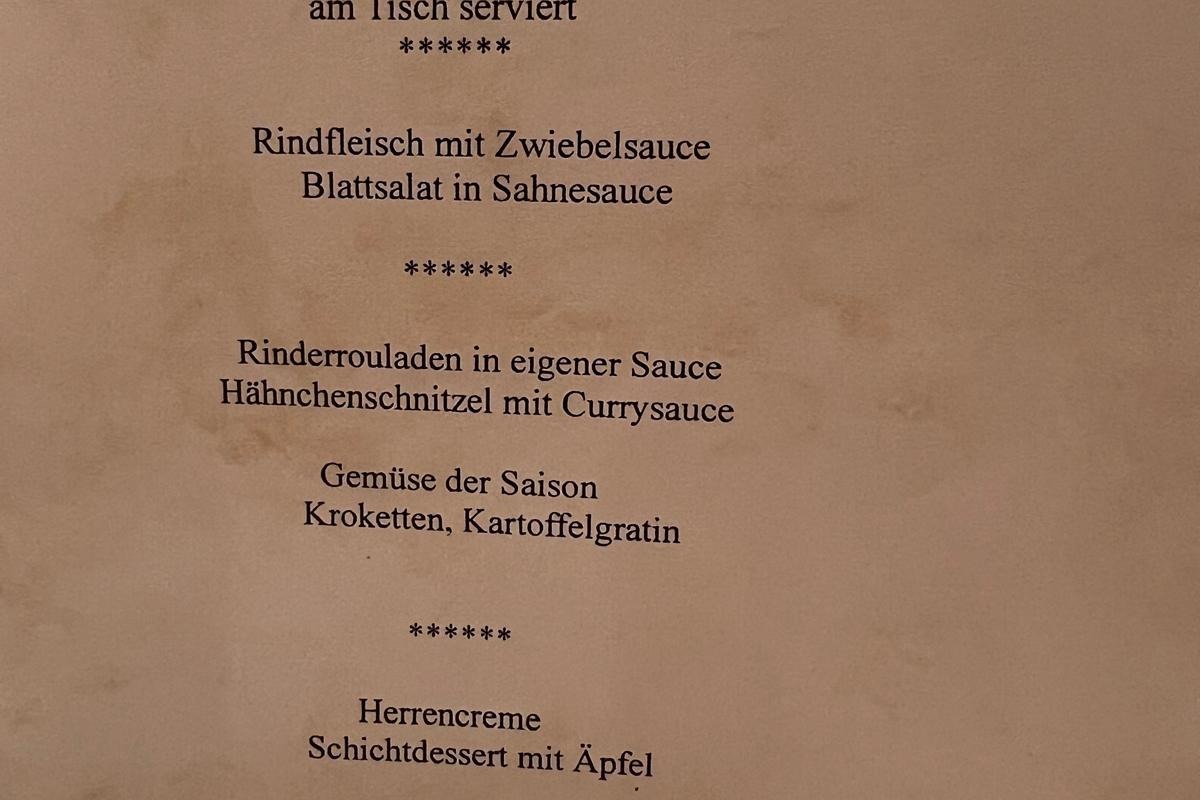 am Tisch serviert
******
Rindfleisch mit Zwiebelsauce
Blattsalat in Sahnesauce
******
Rinderrouladen in eigener Sauce
Hähnchenschnitzel mit Currysauce
Gemüse der Saison
Kroketten, Kartoffelgratin
******
Herrencreme
Schichtdessert mit Äpfel